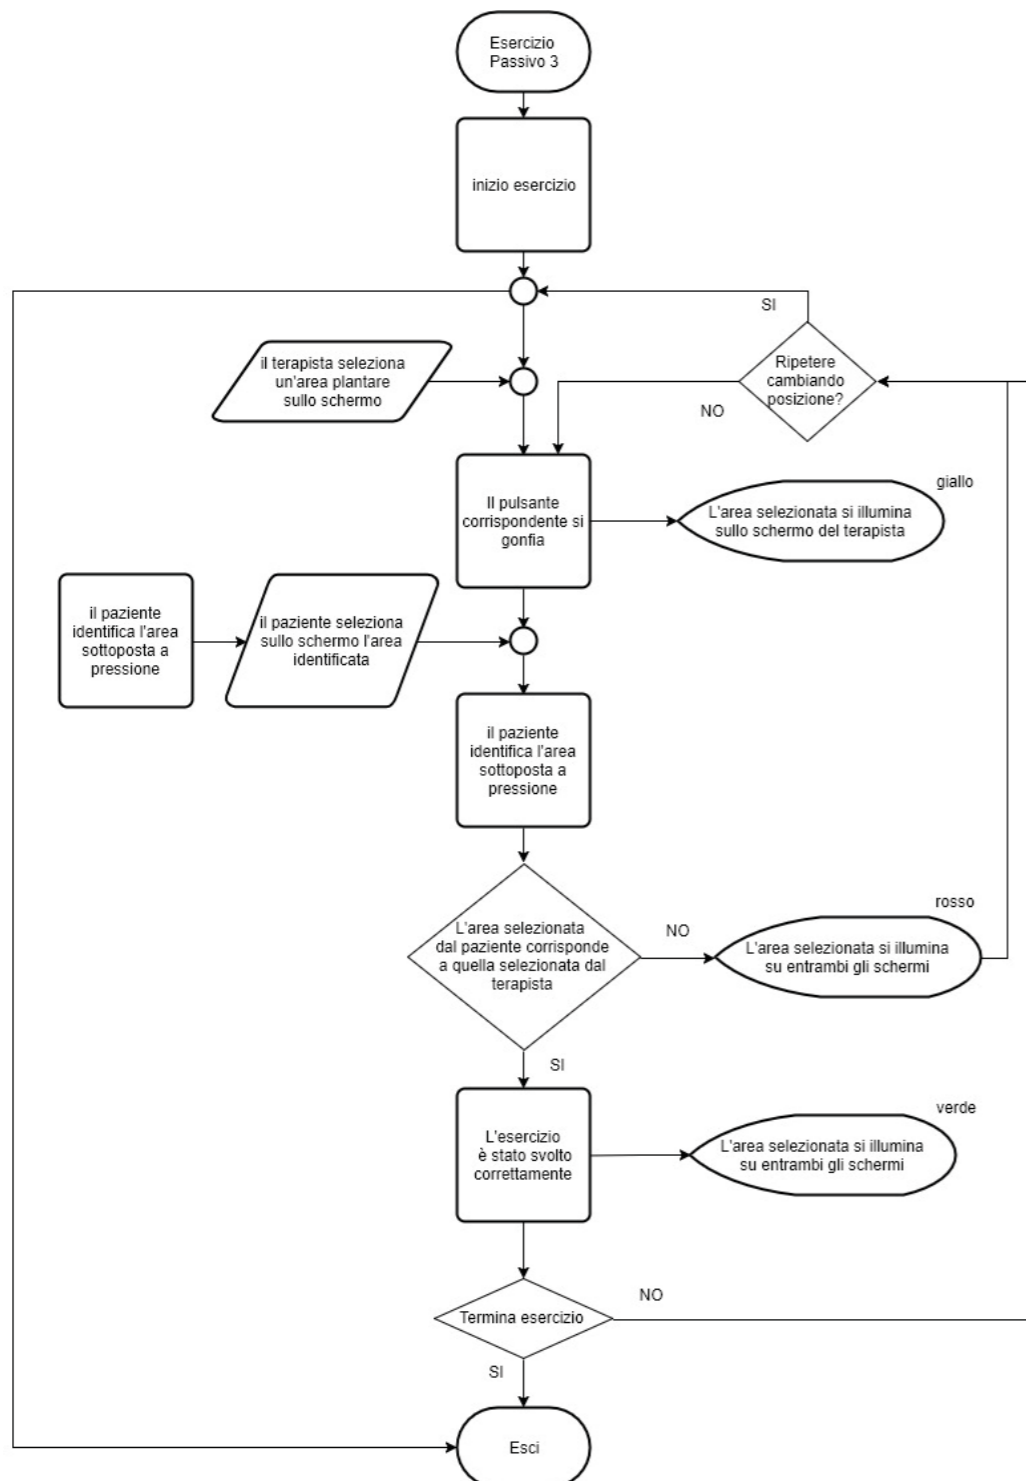 Esercizio
Passivo 3
inizio esercizio
SI
il terapista seleziona
un'area plantare
sullo schermo
Ripetere
cambiando
posizione?
NO
Il pulsante
corrispondente si
gonfia
giallo
L'area selezionata si illumina
sullo schermo del terapista
il paziente
identifica l'area
sottoposta a
pressione
il paziente seleziona
sullo schermo l'area
identificata
il paziente
identifica l'area
sottoposta a
pressione
L'area selezionata
dal paziente corrisponde
a quella selezionata dal
terapista
NO
rosso
L'area selezionata si illumina
su entrambi gli schermi
SI
L'esercizio
è stato svolto
correttamente
verde
L'area selezionata si illumina
su entrambi gli schermi
Termina esercizio
NO
SI
Esci